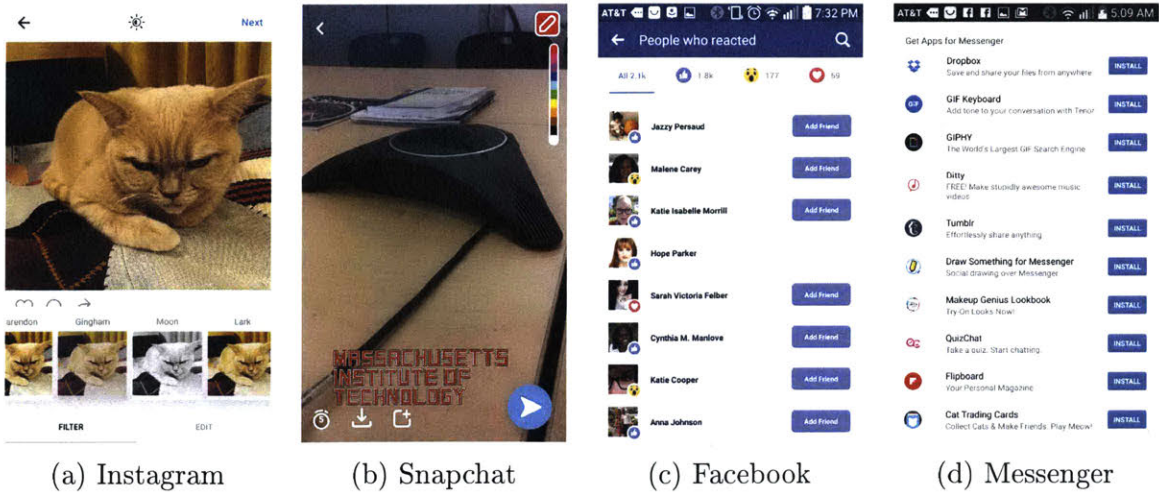 Next
arendon Gingham Moon Lark
FILTER EDIT
(a) Instagram
MASSACHUSETTS
INSTITUTE OF
TECHNOLOGY
5
(b) Snapchat
AT&T 7:32 PM
People who reacted
All 2.1k 1.8k 177 59
Jazzy Persaud Add Friend
Malene Carey Add Friend
Katie Isabelle Morrill Add Friend
Hope Parker
Sarah Victoria Felber Add Friend
Cynthia M. Manlove Add Friend
Katie Cooper Add Friend
Anna Johnson Add Friend
(c) Facebook
AT&T 5:09 AM
Get Apps for Messenger
Dropbox
Save and share your files from anywhere
INSTALL
GIF Keyboard
Add tone to your conversation with Tenor
GIF
INSTALL
GIPHY
The World's Largest GIF Search Engine
INSTALL
Ditty
FREE! Make stupidly awesome music
videos
INSTALL
Tumblr
Effortlessly share anything.
INSTALL
Draw Something for Messenger
Social drawing over Messenger
INSTALL
Makeup Genius Lookbook
Try On Looks Now!
INSTALL
QuizChat
Take a quiz. Start chatting.
INSTALL
Flipboard
Your Personal Magazine
INSTALL
Cat Trading Cards
Collect Cats & Make Friends. Play Meow!
INSTALL
(d) Messenger